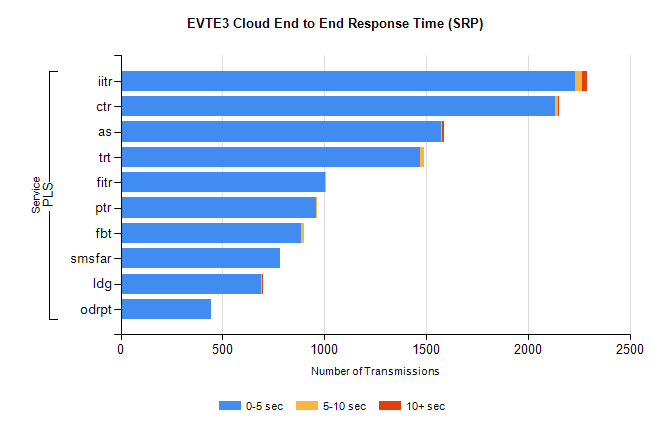 EVTE3 Cloud End to End Response Time (SRP)
Service
PLS
iitr
ctr
as
trt
fitr
ptr
fbt
smsfar
ldg
odrpt
0 500 1000 1500 2000 2500
Number of Transmissions
0-5 sec 5-10 sec 10+ sec